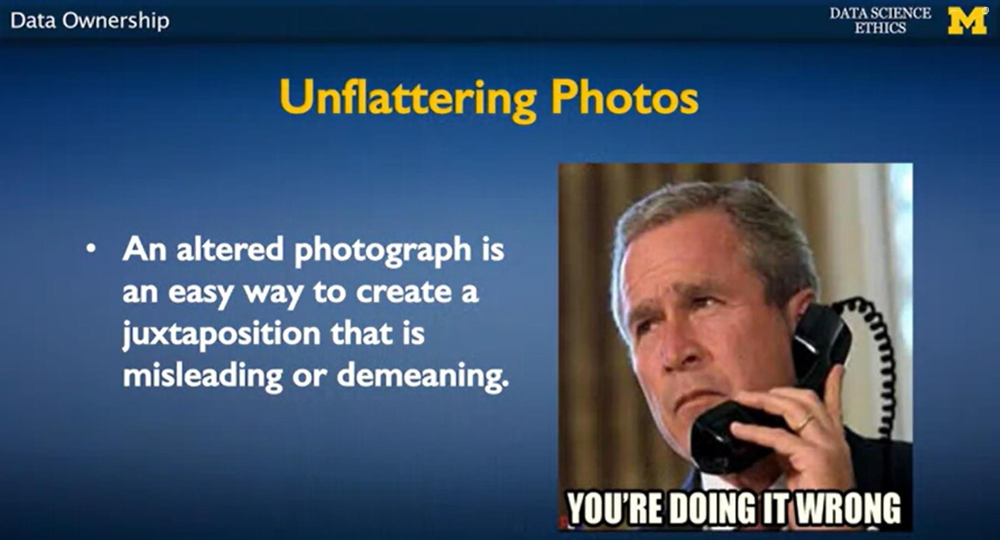 Data Ownership
DATA SCIENCE
ETHICS
M
Unflattering Photos
• An altered photograph is
an easy way to create a
juxtaposition that is
misleading or demeaning.
YOU'RE DOING IT WRONG